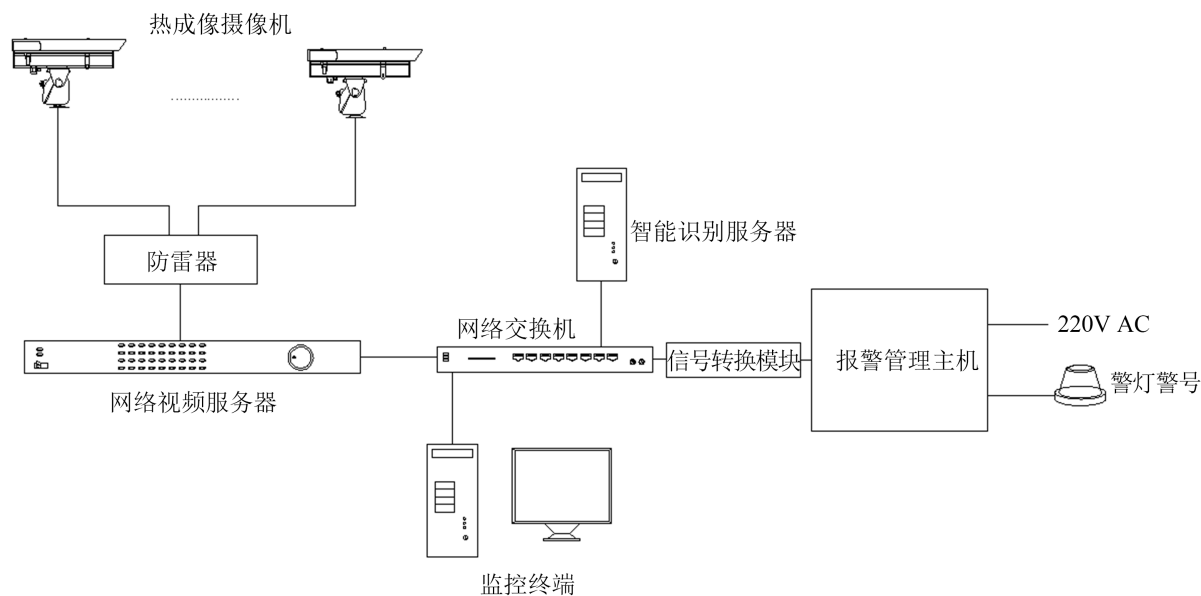 热成像摄像机
防雷器
智能识别服务器
网络交换机
信号转换模块
报警管理主机
220V AC
警灯警号
网络视频服务器
监控终端